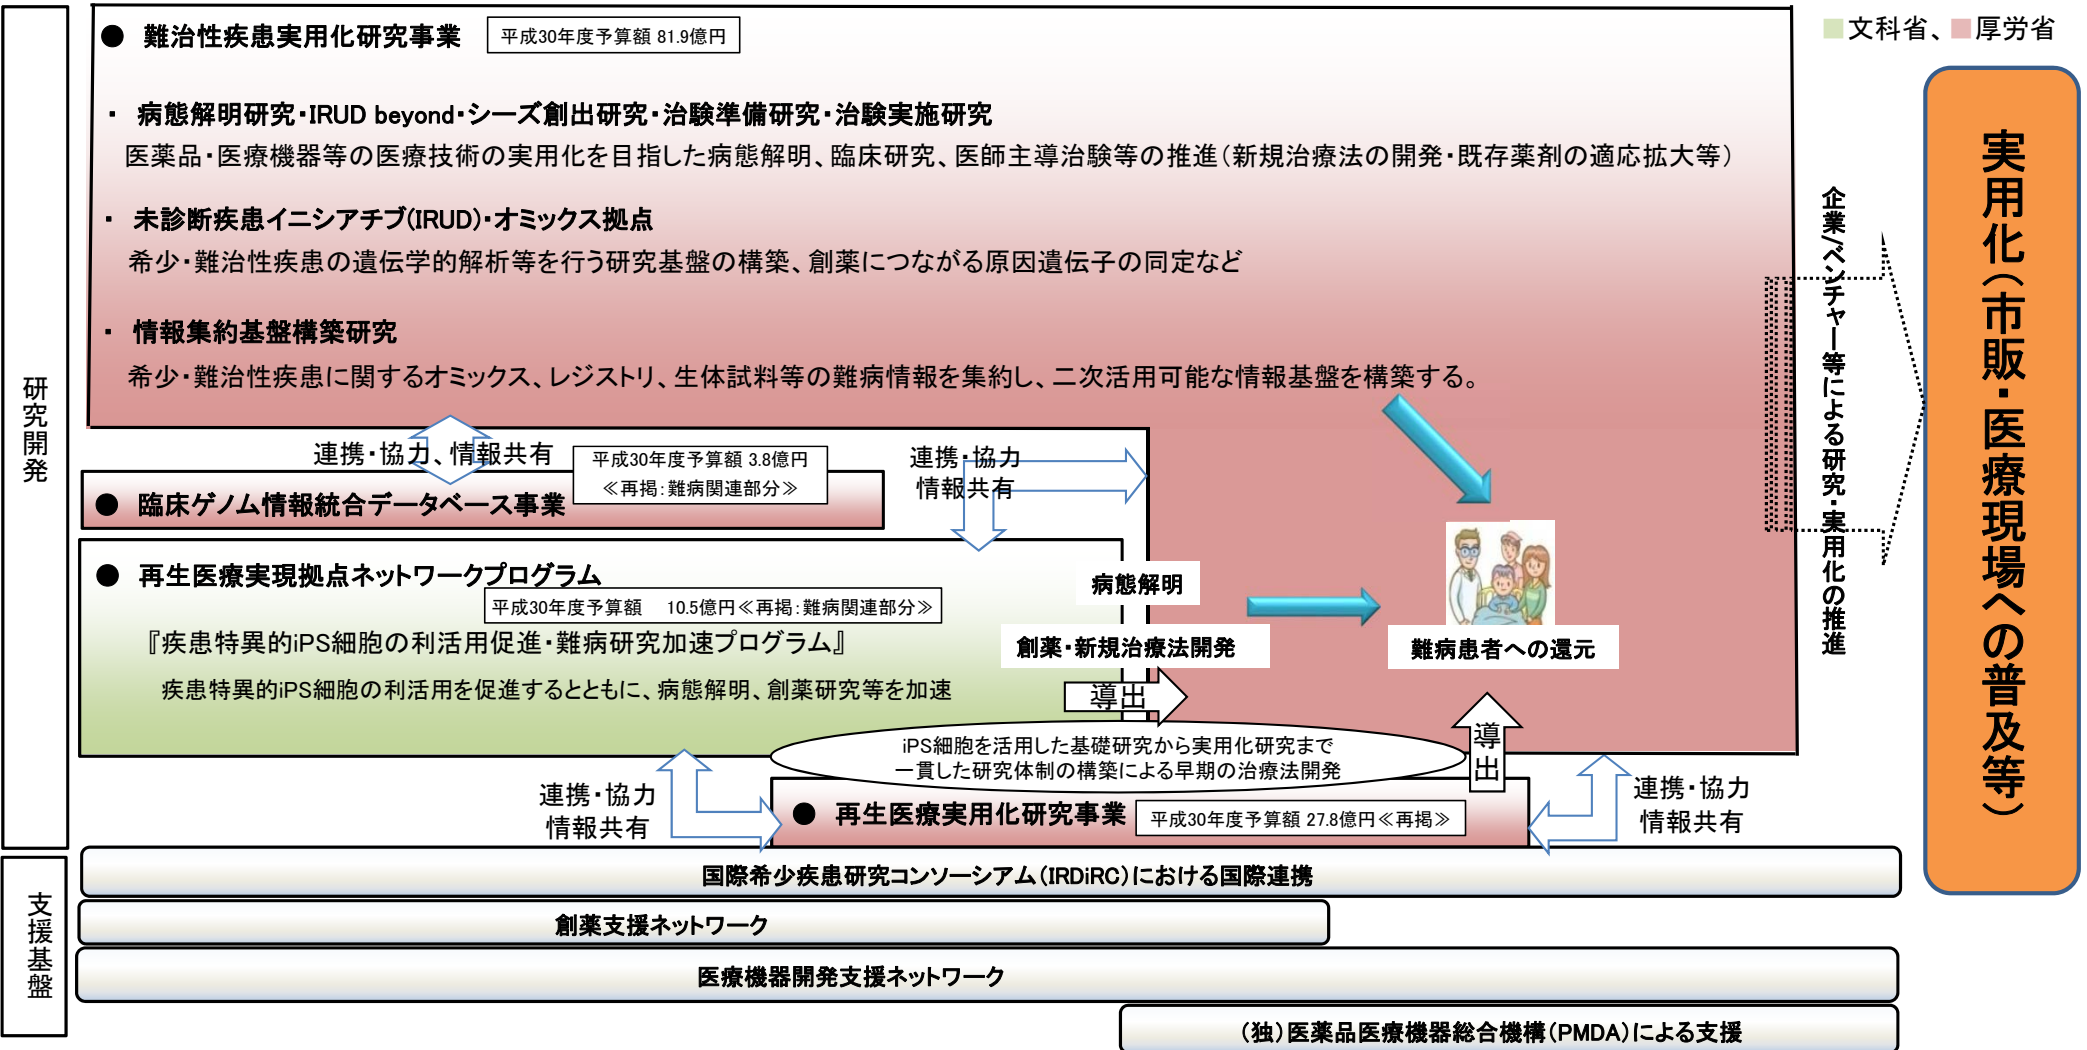 文科省、厚労省
研究開発
● 難治性疾患実用化研究事業
平成30年度予算額 81.9億円
・ 病態解明研究・IRUD beyond・シーズ創出研究・治験準備研究・治験実施研究
医薬品・医療機器等の医療技術の実用化を目指した病態解明、臨床研究、医師主導治験等の推進(新規治療法の開発・既存薬剤の適応拡大等)
・ 未診断疾患イニシアチブ(IRUD)・オミックス拠点
希少・難治性疾患の遺伝学的解析等を行う研究基盤の構築、創薬につながる原因遺伝子の同定など
・ 情報集約基盤構築研究
希少・難治性疾患に関するオミックス、レジストリ、生体試料等の難病情報を集約し、二次活用可能な情報基盤を構築する。
連携・協力、情報共有
平成30年度予算額 3.8億円
≪再掲:難病関連部分≫
● 臨床ゲノム情報統合データベース事業
連携・協力
情報共有
● 再生医療実現拠点ネットワークプログラム
平成30年度予算額 10.5億円≪再掲:難病関連部分≫
『疾患特異的iPS細胞の利活用促進・難病研究加速プログラム』
疾患特異的iPS細胞の利活用を促進するとともに、病態解明、創薬研究等を加速
病態解明
創薬・新規治療法開発
導出
難病患者への還元
導出
iPS細胞を活用した基礎研究から実用化研究まで
一貫した研究体制の構築による早期の治療法開発
連携・協力
情報共有
● 再生医療実用化研究事業
平成30年度予算額 27.8億円≪再掲≫
連携・協力
情報共有
企業/ベンチャー等による研究・実用化の推進
実用化(市販・医療現場への普及等)
支援基盤
国際希少疾患研究コンソーシアム(IRDiRC)における国際連携
創薬支援ネットワーク
医療機器開発支援ネットワーク
(独)医薬品医療機器総合機構(PMDA)による支援